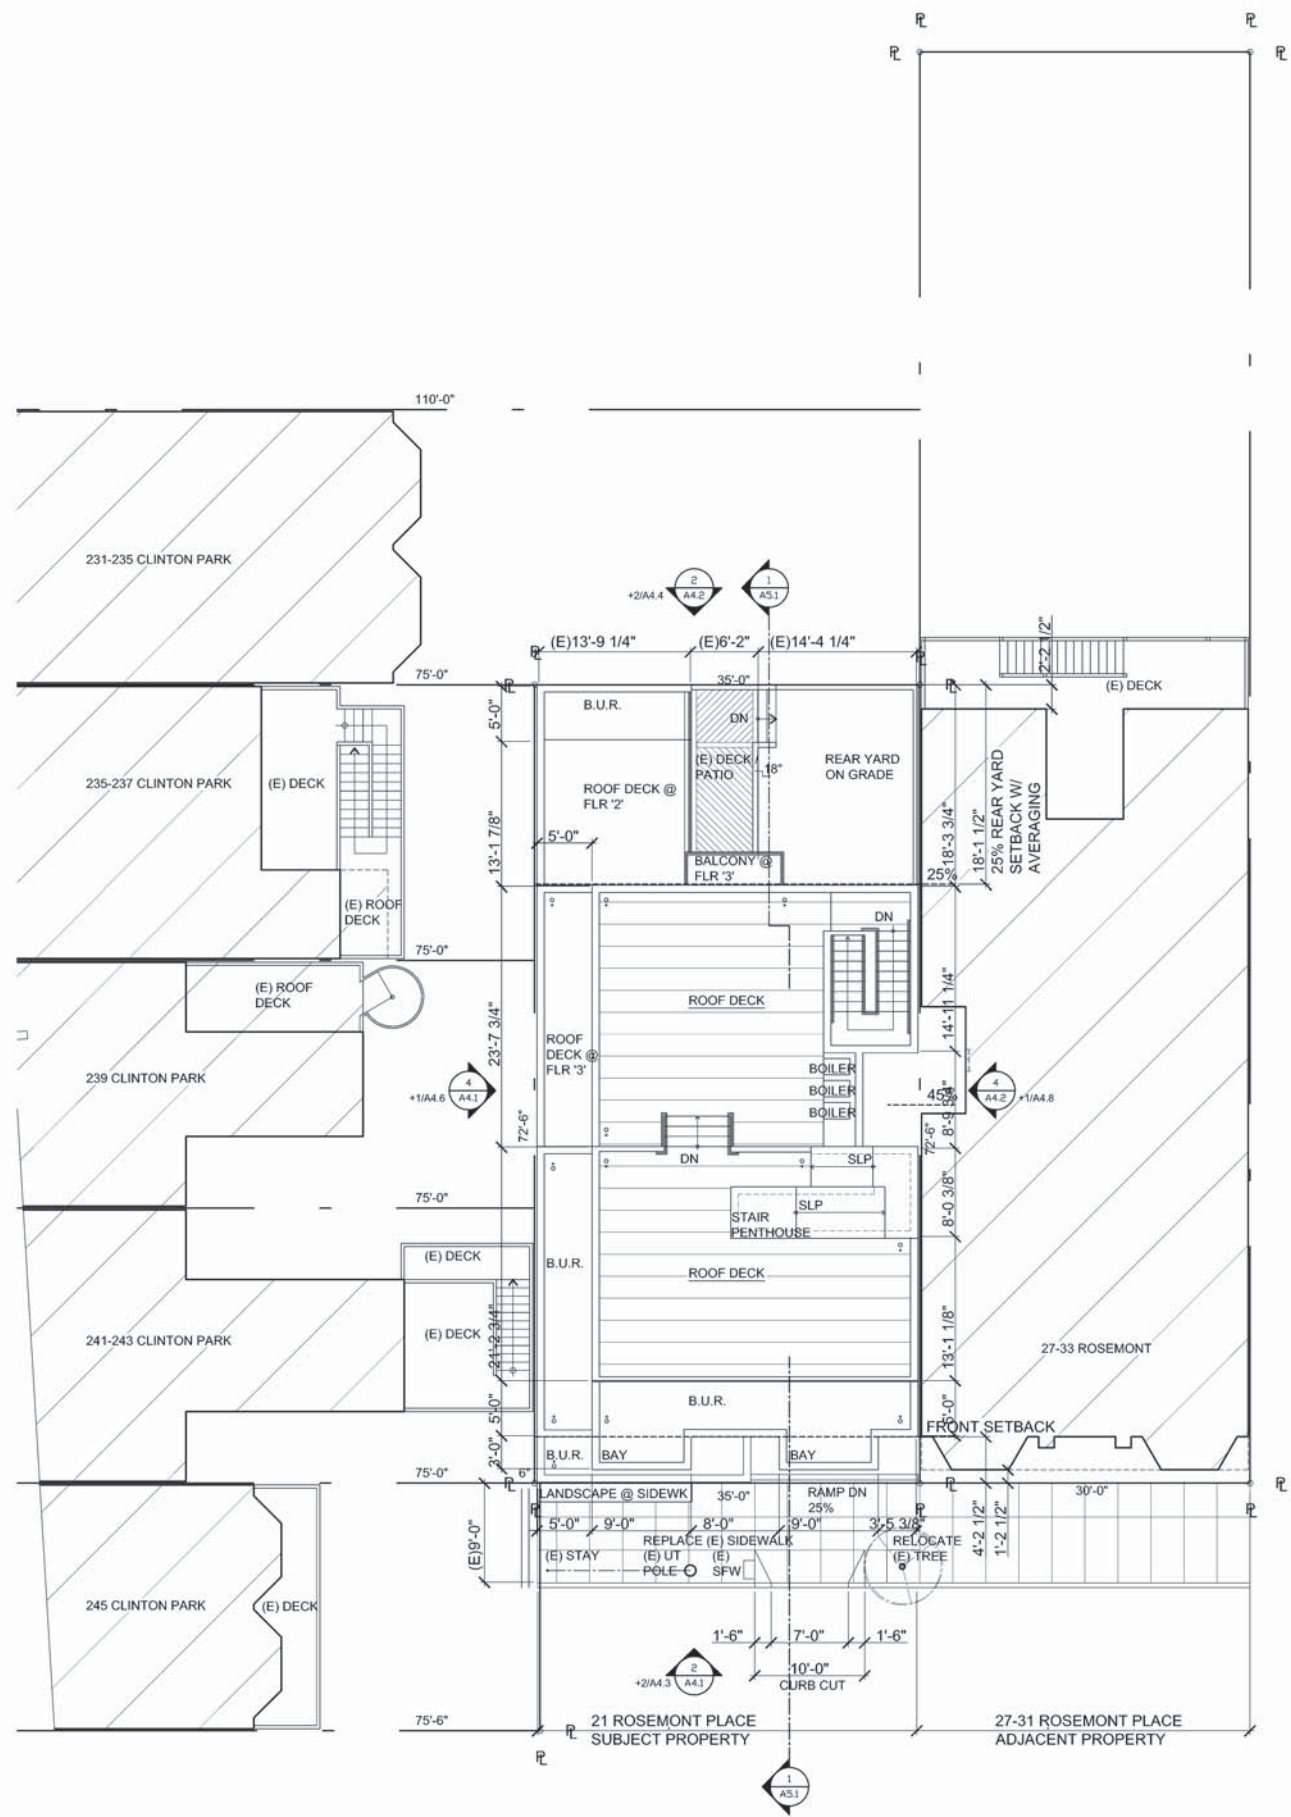 PL
PL
PL
PL
110'-0"
231-235 CLINTON PARK
2
A4.2
+2/A4.4
1
A5.1
(E)13'-9 1/4"
(E)6'-2"
(E)14'-4 1/4"
2'-2 1/2"
PL
PL
75'-0"
PL
35'-0"
PL
(E) DECK
B.U.R.
5'-0"
DN
235-237 CLINTON PARK
(E) DECK
ROOF DECK @
FLR '2'
(E) DECK /
PATIO
18"
REAR YARD
ON GRADE
25% REAR YARD
SETBACK W/
AVERAGING
18'-3 3/4"
18'-1 1/2"
13'-1 7/8"
5'-0"
BALCONY @
FLR '3'
25%
(E) ROOF
DECK
DN
75'-0"
(E) ROOF
DECK
ROOF DECK
14'-11 1/4"
23'-7 3/4"
ROOF
DECK @
FLR '3'
239 CLINTON PARK
BOILER
BOILER
BOILER
4
A4.1
+1/A4.6
45%
4
A4.2
+1/A4.8
72'-6"
72'-6"
DN
SLP
75'-0"
SLP
STAIR
PENTHOUSE
8'-0 3/8"
(E) DECK
B.U.R.
ROOF DECK
241-243 CLINTON PARK
(E) DECK
21'-2 3/4"
13'-1 1/8"
27-33 ROSEMONT
B.U.R.
5'-0"
5'-0"
FRONT SETBACK
3'-0"
B.U.R.
BAY
BAY
75'-0"
6"
PL
PL
PL
LANDSCAPE @ SIDEWK
35'-0"
RAMP DN
25%
30'-0"
PL
PL
PL
5'-0"
9'-0"
8'-0"
9'-0"
3'-5 3/8"
4'-2 1/2"
1'-2 1/2"
(E)9'-0"
REPLACE (E) SIDEWALK
RELOCATE
(E) TREE
(E) STAY
(E) UT
POLE
(E)
SFW
245 CLINTON PARK
(E) DECK
1'-6"
7'-0"
1'-6"
2
A4.1
+2/A4.3
10'-0"
CURB CUT
75'-6"
PL
21 ROSEMONT PLACE
SUBJECT PROPERTY
27-31 ROSEMONT PLACE
ADJACENT PROPERTY
PL
1
A5.1